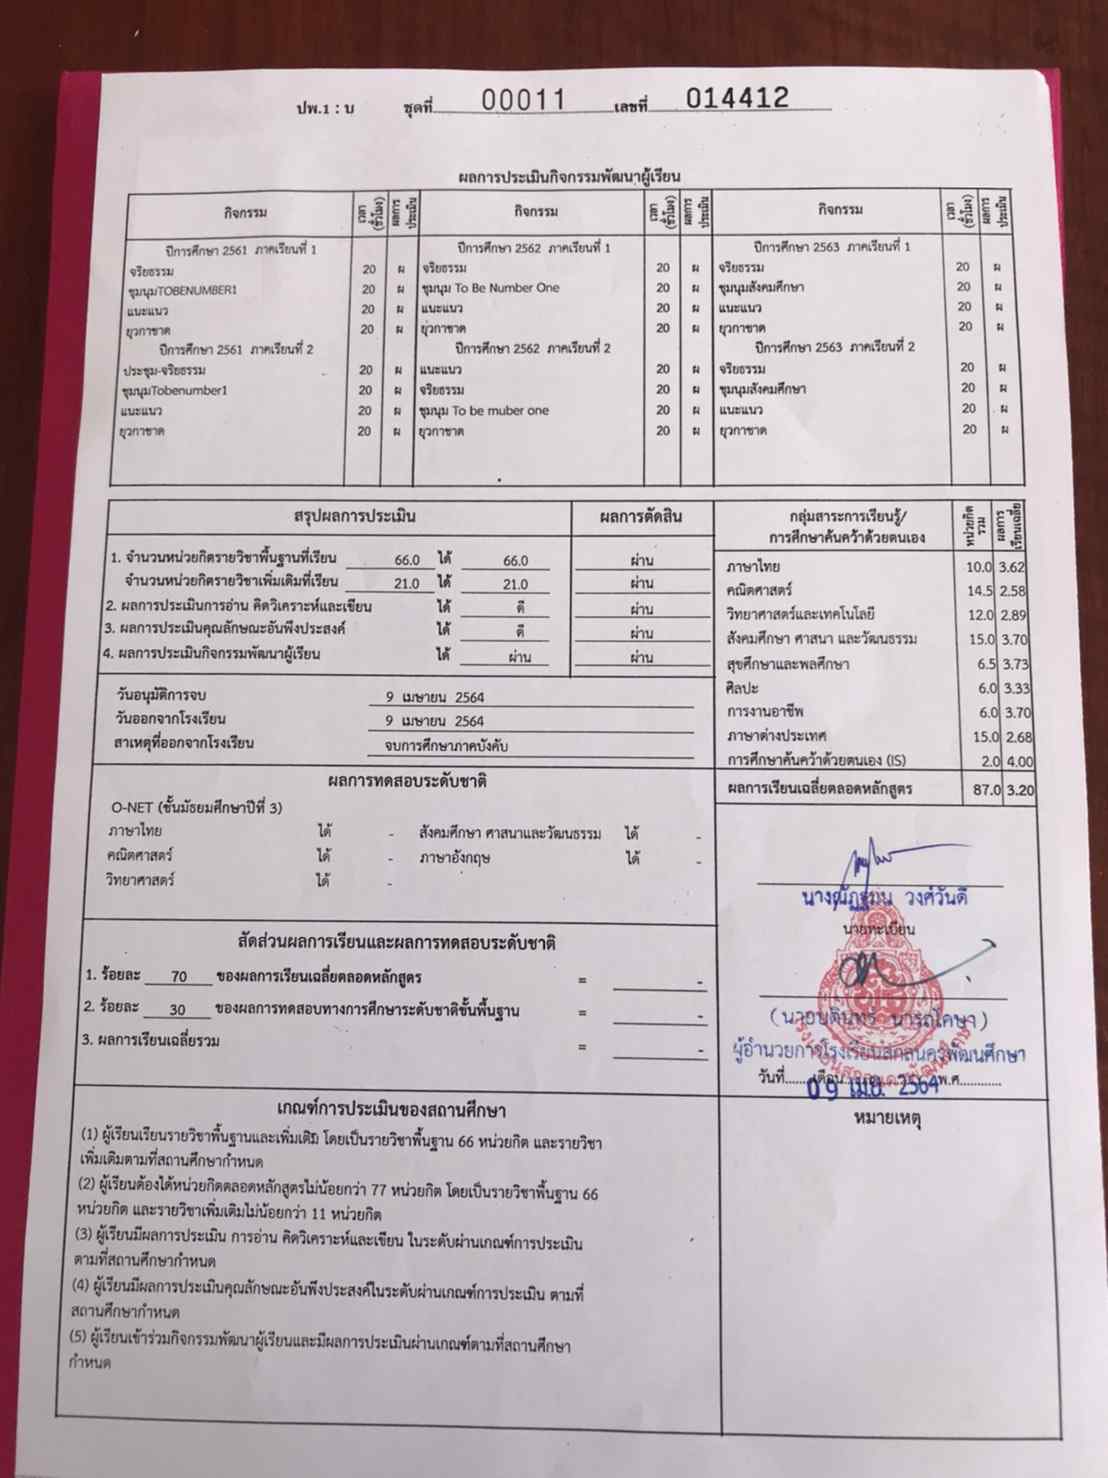 ปพ.1 : บ ชุดที่ 00011 เลขที่ 014412
ผลการประเมินกิจกรรมพัฒนาผู้เรียน
กิจกรรม เวลา (ชั่วโมง) ผลการประเมิน กิจกรรม เวลา (ชั่วโมง) ผลการประเมิน กิจกรรม เวลา (ชั่วโมง) ผลการประเมิน
ปีการศึกษา 2561 ภาคเรียนที่ 1 ปีการศึกษา 2562 ภาคเรียนที่ 1 ปีการศึกษา 2563 ภาคเรียนที่ 1
จริยธรรม 20 ผ จริยธรรม 20 ผ จริยธรรม 20 ผ
ชุมนุมTOBENUMBER1 20 ผ ชุมนุม To Be Number One 20 ผ ชุมนุมสังคมศึกษา 20 ผ
แนะแนว 20 ผ แนะแนว 20 ผ แนะแนว 20 ผ
ยุวกาชาด 20 ผ ยุวกาชาด 20 ผ ยุวกาชาด 20 ผ
ปีการศึกษา 2561 ภาคเรียนที่ 2 ปีการศึกษา 2562 ภาคเรียนที่ 2 ปีการศึกษา 2563 ภาคเรียนที่ 2
ประชุม-จริยธรรม 20 ผ แนะแนว 20 ผ จริยธรรม 20 ผ
ชุมนุมTobenumber1 20 ผ จริยธรรม 20 ผ ชุมนุมสังคมศึกษา 20 ผ
แนะแนว 20 ผ ชุมนุม To be muber one 20 ผ แนะแนว 20 ผ
ยุวกาชาด 20 ผ ยุวกาชาด 20 ผ ยุวกาชาด 20 ผ
สรุปผลการประเมิน ผลการตัดสิน
1. จำนวนหน่วยกิตรายวิชาพื้นฐานที่เรียน 66.0 ได้ 66.0 ผ่าน
จำนวนหน่วยกิตรายวิชาเพิ่มเติมที่เรียน 21.0 ได้ 21.0 ผ่าน
2. ผลการประเมินการอ่าน คิดวิเคราะห์และเขียน ได้ ดี ผ่าน
3. ผลการประเมินคุณลักษณะอันพึงประสงค์ ได้ ดี ผ่าน
4. ผลการประเมินกิจกรรมพัฒนาผู้เรียน ได้ ผ่าน ผ่าน
วันอนุมัติการจบ 9 เมษายน 2564
วันออกจากโรงเรียน 9 เมษายน 2564
สาเหตุที่ออกจากโรงเรียน จบการศึกษาภาคบังคับ
ผลการทดสอบระดับชาติ
O-NET (ชั้นมัธยมศึกษาปีที่ 3)
ภาษาไทย ได้ - สังคมศึกษา ศาสนาและวัฒนธรรม ได้ -
คณิตศาสตร์ ได้ - ภาษาอังกฤษ ได้ -
วิทยาศาสตร์ ได้ -
สัดส่วนผลการเรียนและผลการทดสอบระดับชาติ
1. ร้อยละ 70 ของผลการเรียนเฉลี่ยตลอดหลักสูตร = -
2. ร้อยละ 30 ของผลการทดสอบทางการศึกษาระดับชาติขั้นพื้นฐาน = -
3. ผลการเรียนเฉลี่ยรวม = -
เกณฑ์การประเมินของสถานศึกษา
(1) ผู้เรียนเรียนรายวิชาพื้นฐานและเพิ่มเติม โดยเป็นรายวิชาพื้นฐาน 66 หน่วยกิต และรายวิชา
เพิ่มเติมตามที่สถานศึกษากำหนด
(2) ผู้เรียนต้องได้หน่วยกิตตลอดหลักสูตรไม่น้อยกว่า 77 หน่วยกิต โดยเป็นรายวิชาพื้นฐาน 66
หน่วยกิต และรายวิชาเพิ่มเติมไม่น้อยกว่า 11 หน่วยกิต
(3) ผู้เรียนมีผลการประเมิน การอ่าน คิดวิเคราะห์และเขียน ในระดับผ่านเกณฑ์การประเมิน
ตามที่สถานศึกษากำหนด
(4) ผู้เรียนมีผลการประเมินคุณลักษณะอันพึงประสงค์ในระดับผ่านเกณฑ์การประเมิน ตามที่
สถานศึกษากำหนด
(5) ผู้เรียนเข้าร่วมกิจกรรมพัฒนาผู้เรียนและมีผลการประเมินผ่านเกณฑ์ตามที่สถานศึกษา
กำหนด
กลุ่มสาระการเรียนรู้/ หน่วยกิตรวม ผลการเรียนเฉลี่ย
การศึกษาค้นคว้าด้วยตนเอง
ภาษาไทย 10.0 3.62
คณิตศาสตร์ 14.5 2.58
วิทยาศาสตร์และเทคโนโลยี 12.0 2.89
สังคมศึกษา ศาสนา และวัฒนธรรม 15.0 3.70
สุขศึกษาและพลศึกษา 6.5 3.73
ศิลปะ 6.0 3.33
การงานอาชีพ 6.0 3.70
ภาษาต่างประเทศ 15.0 2.68
การศึกษาค้นคว้าด้วยตนเอง (IS) 2.0 4.00
ผลการเรียนเฉลี่ยตลอดหลักสูตร 87.0 3.20
นางณัฏฐมน วงศ์วันดี
นายทะเบียน
(นายบดินทร์ นารถโคษา)
ผู้อำนวยการโรงเรียนสกลนครพัฒนศึกษา
วันที่......เดือน..............พ.ศ............
09 เม.ย. 2564
หมายเหตุ